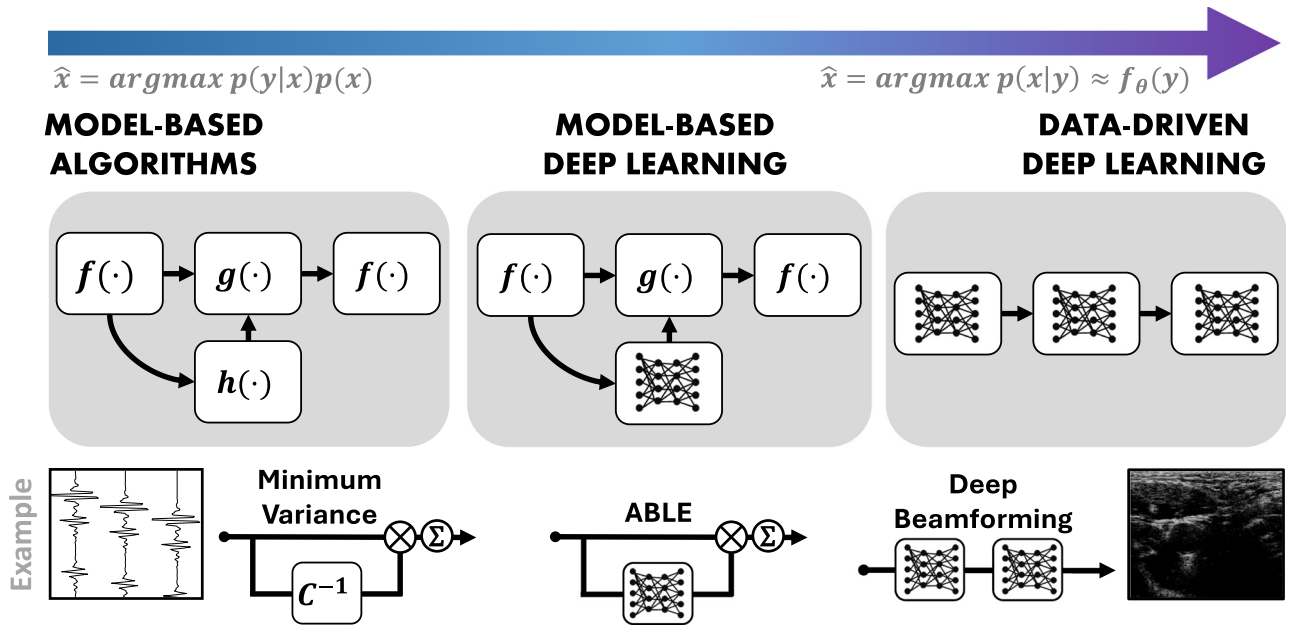 x̂ = argmax p(y|x)p(x)
x̂ = argmax p(x|y) ≈ f_θ(y)
MODEL-BASED
ALGORITHMS
MODEL-BASED
DEEP LEARNING
DATA-DRIVEN
DEEP LEARNING
f(·)
g(·)
f(·)
h(·)
f(·)
g(·)
f(·)
Example
Minimum
Variance
Σ
C⁻¹
ABLE
Σ
Deep
Beamforming